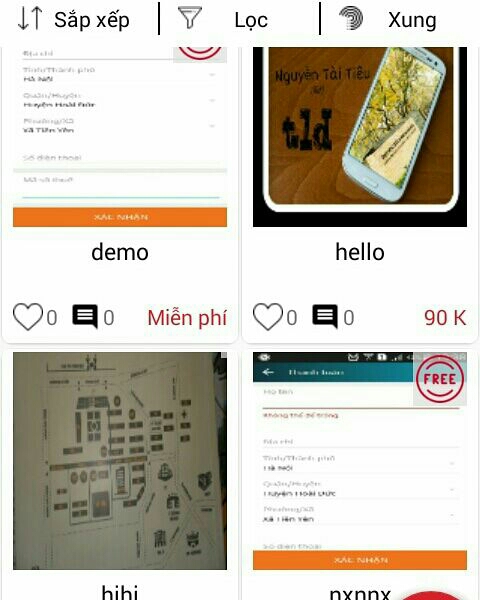 Sắp xếp
Lọc
Xung
Địa chỉ
Tỉnh/Thành phố
Hà Nội
Quận/Huyện
Huyện Hoài Đức
Phường/Xã
Xã Tiền Yên
Số điện thoại
Mã số thuế
XÁC NHẬN
Nguyễn Tài Tiêu
tld
demo
hello
0
0
Miễn phí
0
0
90 K
Thanh toán
FREE
Họ tên
Không thể để trống
Địa chỉ
Tỉnh/Thành phố
Hà Nội
Quận/Huyện
Huyện Hoài Đức
Phường/Xã
Xã Tiền Yên
Số điện thoại
XÁC NHẬN
hihi
nxnnx